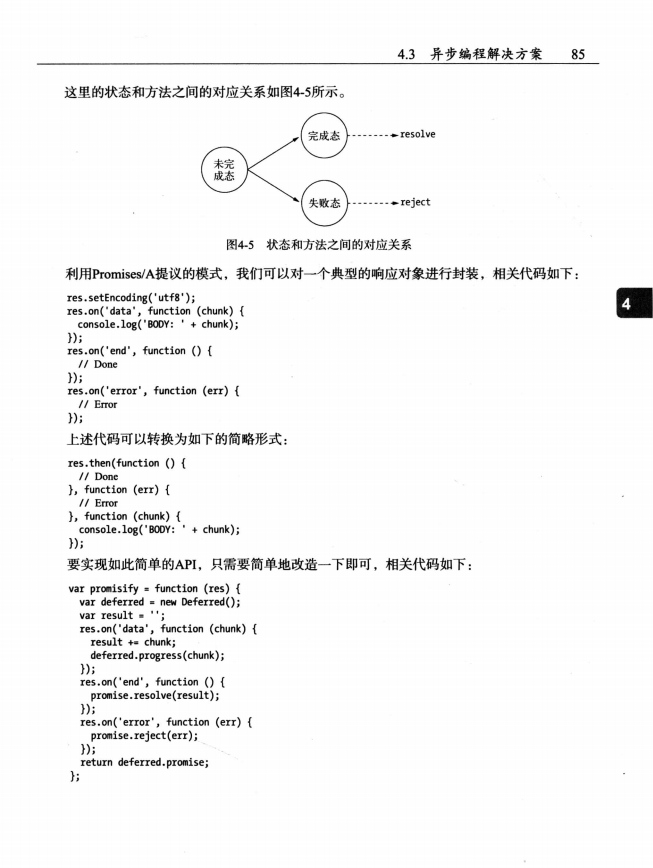 4.3 异步编程解决方案 85
这里的状态和方法之间的对应关系如图4-5所示。
完成态
resolve
未完
成态
失败态
reject
图4-5 状态和方法之间的对应关系
利用Promises/A提议的模式，我们可以对一个典型的响应对象进行封装，相关代码如下：
4
res.setEncoding('utf8');
res.on('data', function (chunk) {
  console.log('BODY: ' + chunk);
});
res.on('end', function () {
  // Done
});
res.on('error', function (err) {
  // Error
});
上述代码可以转换为如下的简略形式：
res.then(function () {
  // Done
}, function (err) {
  // Error
}, function (chunk) {
  console.log('BODY: ' + chunk);
});
要实现如此简单的API，只需要简单地改造一下即可，相关代码如下：
var promisify = function (res) {
  var deferred = new Deferred();
  var result = '';
  res.on('data', function (chunk) {
    result += chunk;
    deferred.progress(chunk);
  });
  res.on('end', function () {
    promise.resolve(result);
  });
  res.on('error', function (err) {
    promise.reject(err);
  });
  return deferred.promise;
};